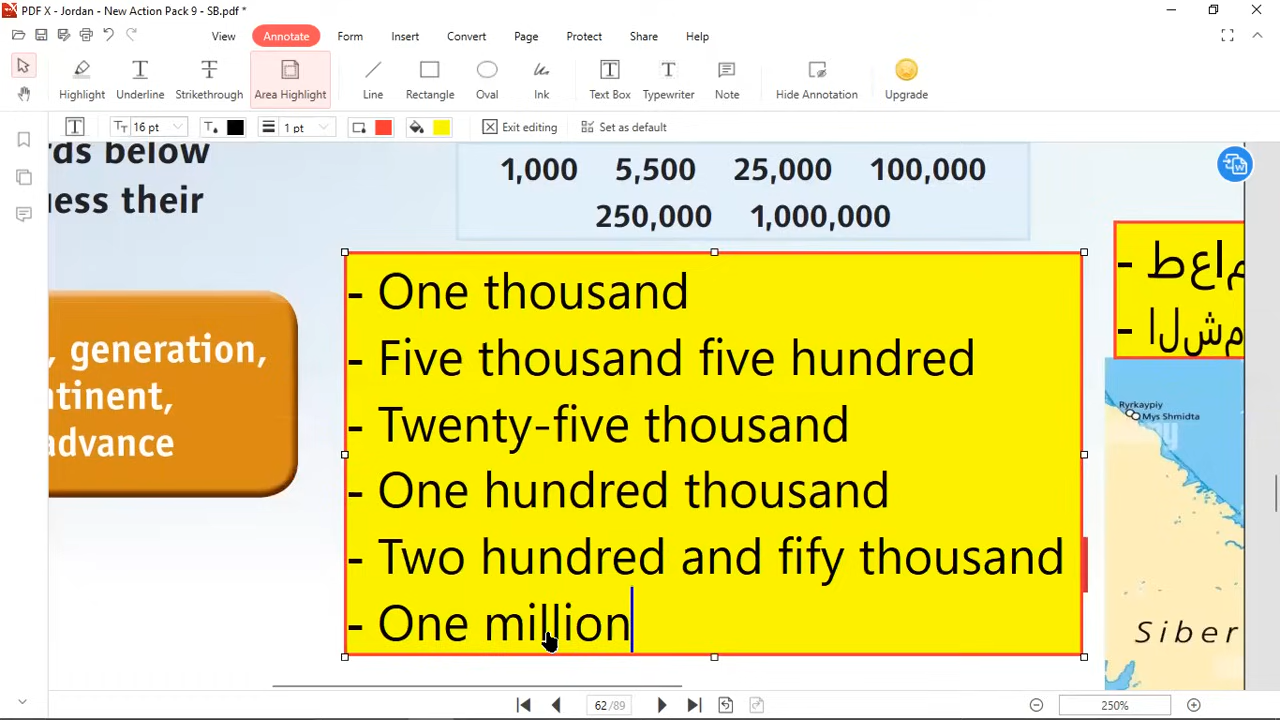 PDF X - Jordan - New Action Pack 9 - SB.pdf *
View Annotate Form Insert Convert Page Protect Share Help
Highlight Underline Strikethrough Area Highlight Line Rectangle Oval Ink Text Box Typewriter Note Hide Annotation Upgrade
16 pt 1 pt Exit editing Set as default
rds below
ess their
1,000 5,500 25,000 100,000
250,000 1,000,000
, generation,
ntinent,
advance
- One thousand
- Five thousand five hundred
- Twenty-five thousand
- One hundred thousand
- Two hundred and fify thousand
- One million
- طعام
- الشم
Ryrkaypiy
Mys Shmidta
Siber
62/89
250%